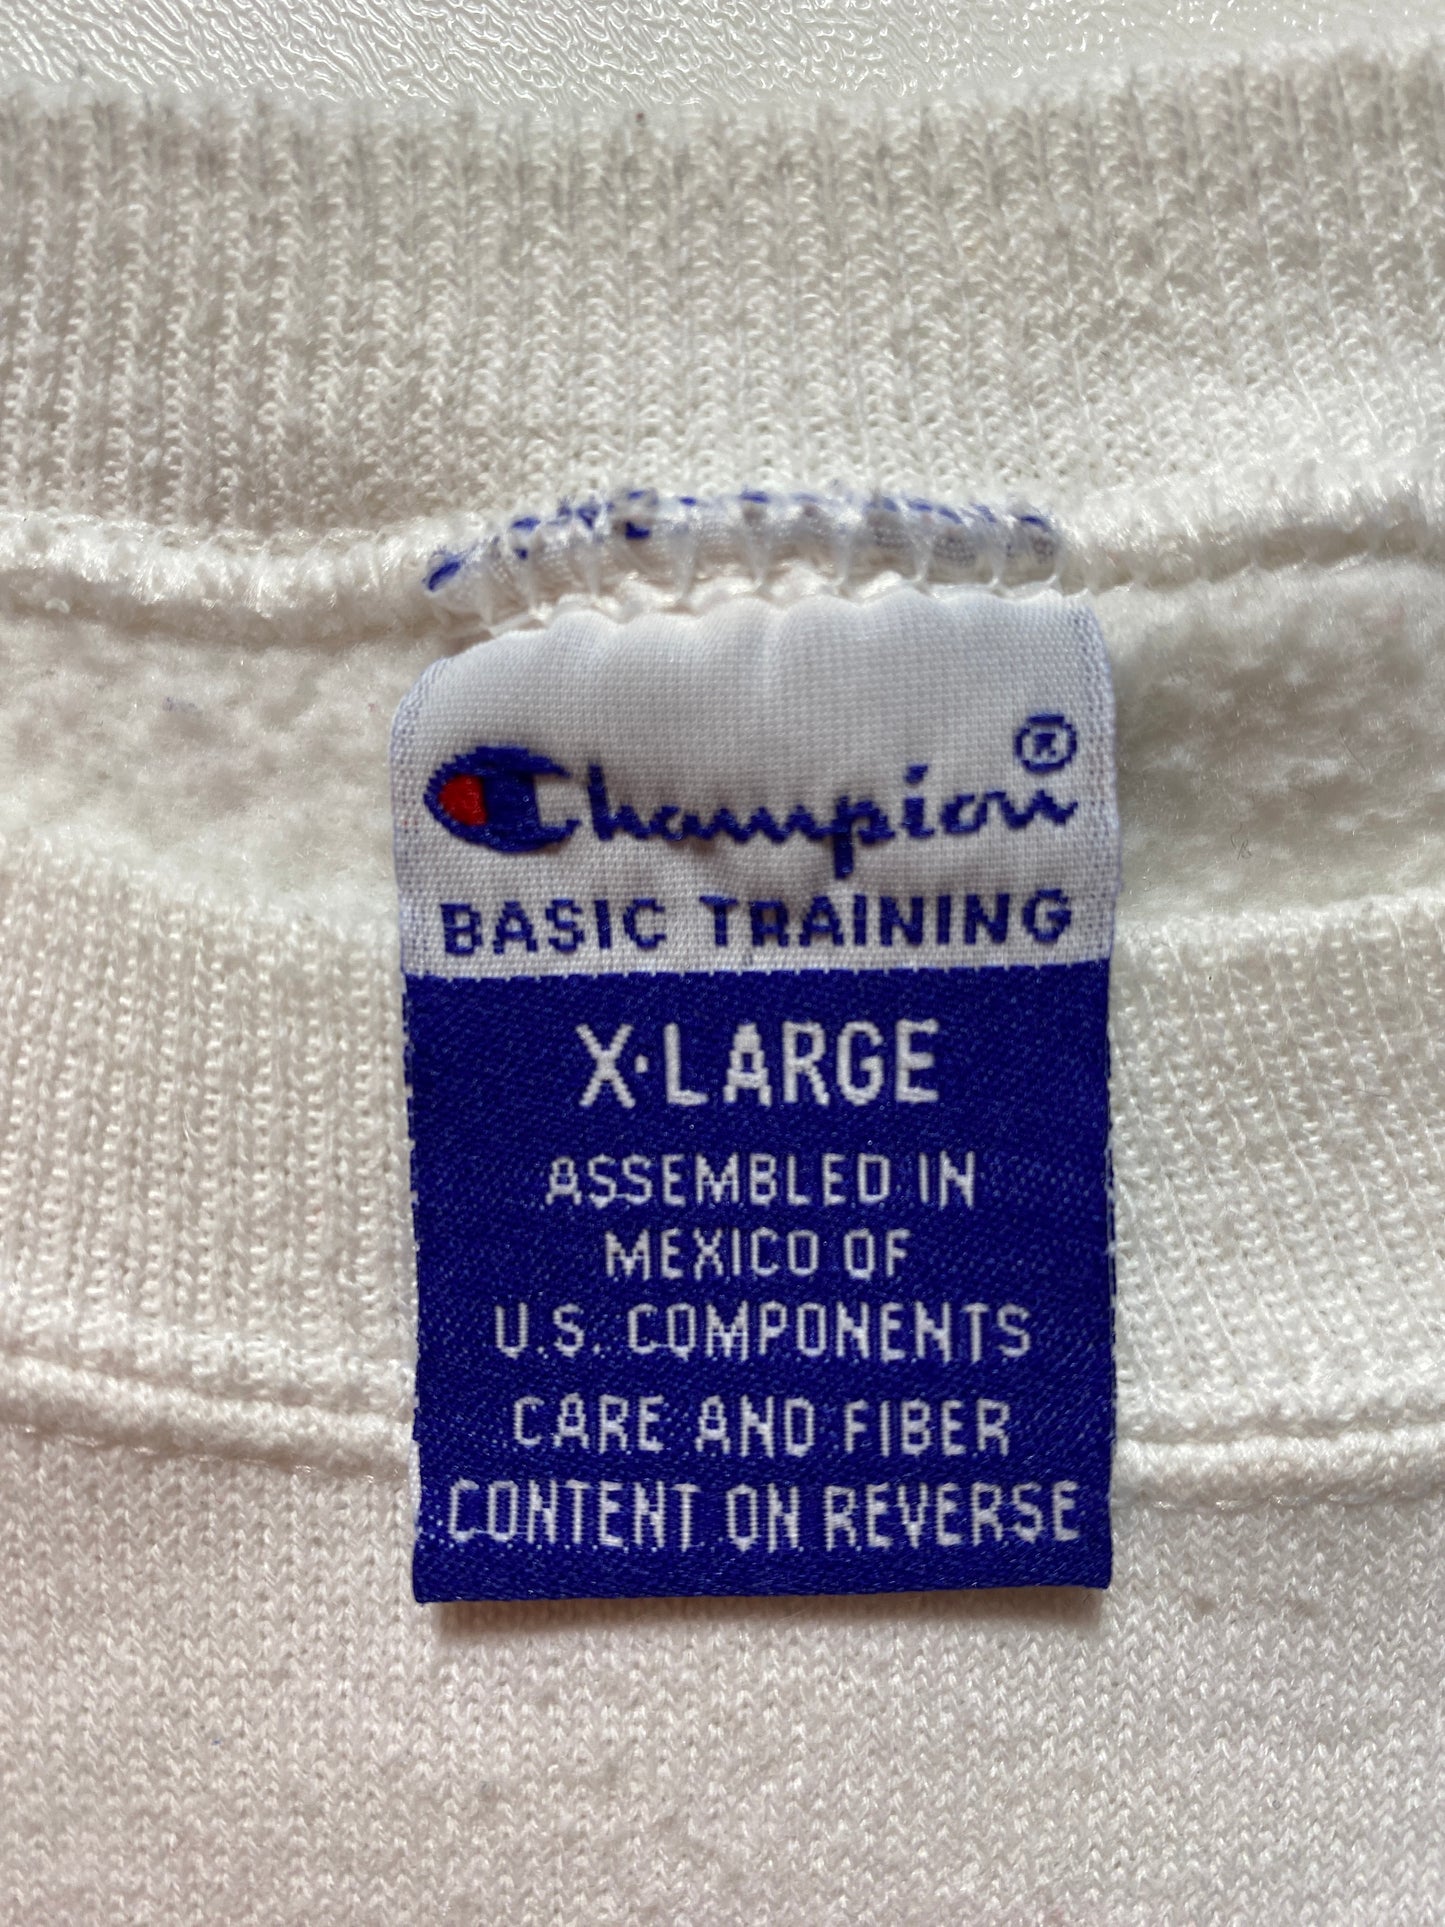 Champion®
BASIC TRAINING
X·LARGE
ASSEMBLED IN
MEXICO OF
U.S. COMPONENTS
CARE AND FIBER
CONTENT ON REVERSE